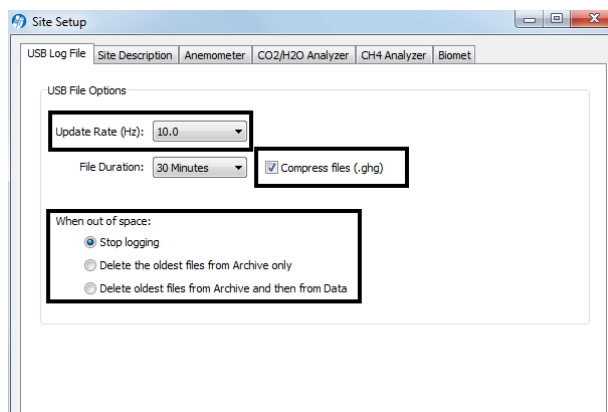 Site Setup
USB Log File Site Description Anemometer CO2/H2O Analyzer CH4 Analyzer Biomet
USB File Options
Update Rate (Hz): 10.0
File Duration: 30 Minutes Compress files (.ghg)
When out of space:
Stop logging
Delete the oldest files from Archive only
Delete oldest files from Archive and then from Data